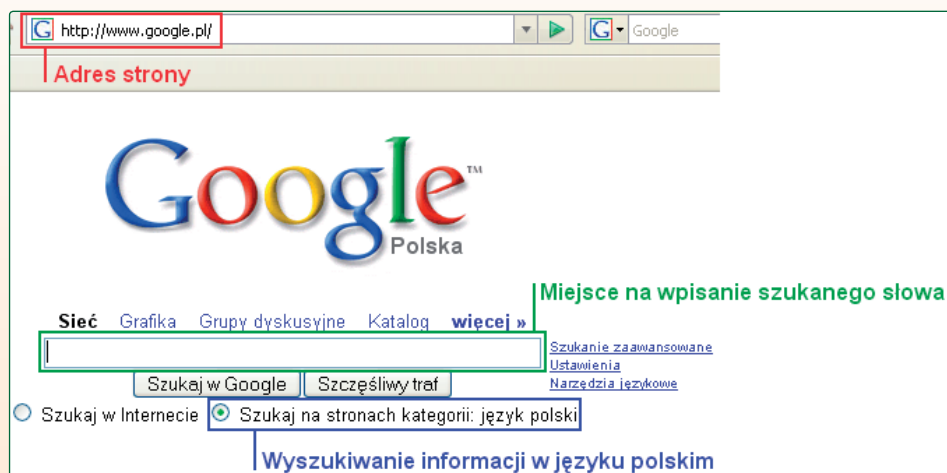 http://www.google.pl/ Google
Adres strony
Google™
Polska
Miejsce na wpisanie szukanego słowa
Sieć Grafika Grupy dyskusyjne Katalog więcej »
Szukanie zaawansowane
Ustawienia
Narzędzia językowe
Szukaj w Google Szczęśliwy traf
Szukaj w Internecie Szukaj na stronach kategorii: język polski
Wyszukiwanie informacji w języku polskim